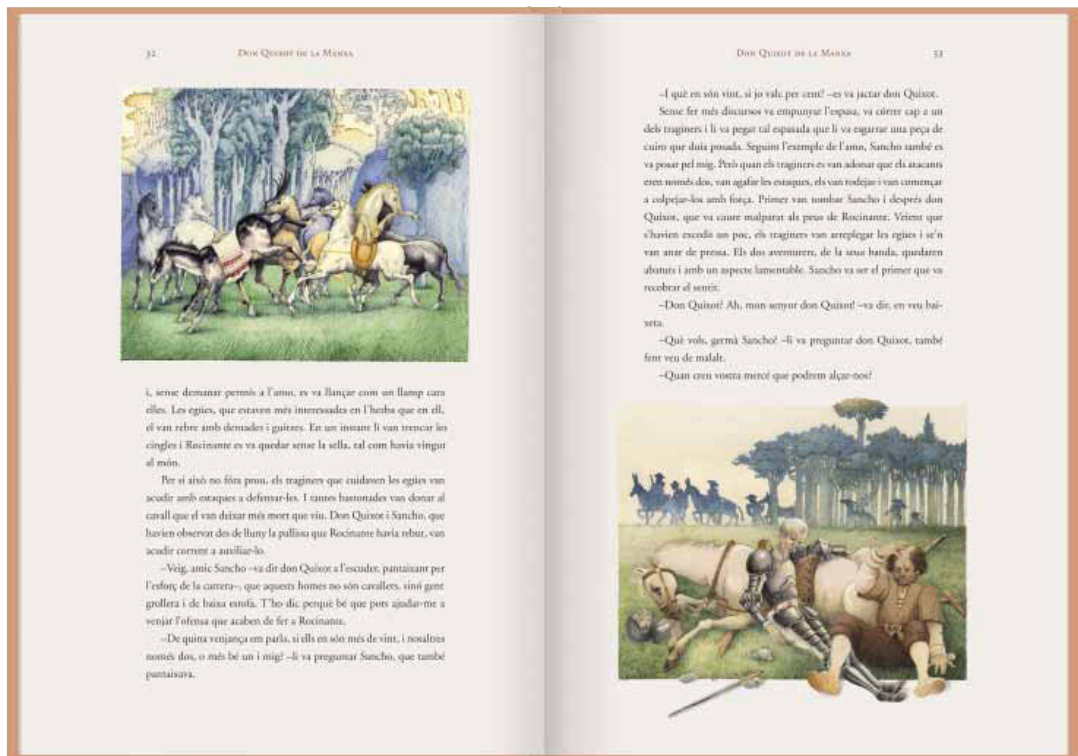 32
DON QUIXOT DE LA MANXA
i, sense demanar permís a l'amo, es va llançar com un llamp cara
elles. Les egües, que estaven més interessades en l'herba que en ell,
el van rebre amb dentades i guitzes. En un instant li van trencar les
cingles i Rocinante es va quedar sense la sella, tal com havia vingut
al món.
Per si això no fóra prou, els traginers que cuidaven les egües van
acudir amb estaques a defensar-les. I tantes bastonades van donar al
cavall que el van deixar més mort que viu. Don Quixot i Sancho, que
havien observat des de lluny la pallissa que Rocinante havia rebut, van
acudir corrent a auxiliar-lo.
–Veig, amic Sancho –va dir don Quixot a l'escuder, pantaixant per
l'esforç de la carrera–, que aquests homes no són cavallers, sinó gent
grollera i de baixa estofa. T'ho dic perquè bé que pots ajudar-me a
venjar l'ofensa que acaben de fer a Rocinante.
–De quina venjança em parla, si ells en són més de vint, i nosaltres
només dos, o més bé un i mig? –li va preguntar Sancho, que també
pantaixava.
DON QUIXOT DE LA MANXA
33
–I què en són vint, si jo valc per cent! –es va jactar don Quixot.
Sense fer més discursos va empunyar l'espasa, va córrer cap a un
dels traginers i li va pegar tal espasada que li va esgarrar una peça de
cuiro que duia posada. Seguint l'exemple de l'amo, Sancho també es
va posar pel mig. Però quan els traginers es van adonar que els atacants
eren només dos, van agafar les estaques, els van rodejar i van començar
a colpejar-los amb força. Primer van tombar Sancho i després don
Quixot, que va caure malparat als peus de Rocinante. Veient que
s'havien excedit un poc, els traginers van arreplegar les egües i se'n
van anar de pressa. Els dos aventurers, de la seua banda, quedaren
abatuts i amb un aspecte lamentable. Sancho va ser el primer que va
recobrar el sentit.
–Don Quixot? Ah, mon senyor don Quixot! –va dir, en veu bai-
xeta.
–Què vols, germà Sancho? –li va preguntar don Quixot, també
fent veu de malalt.
–Quan creu vostra mercé que podrem alçar-nos?